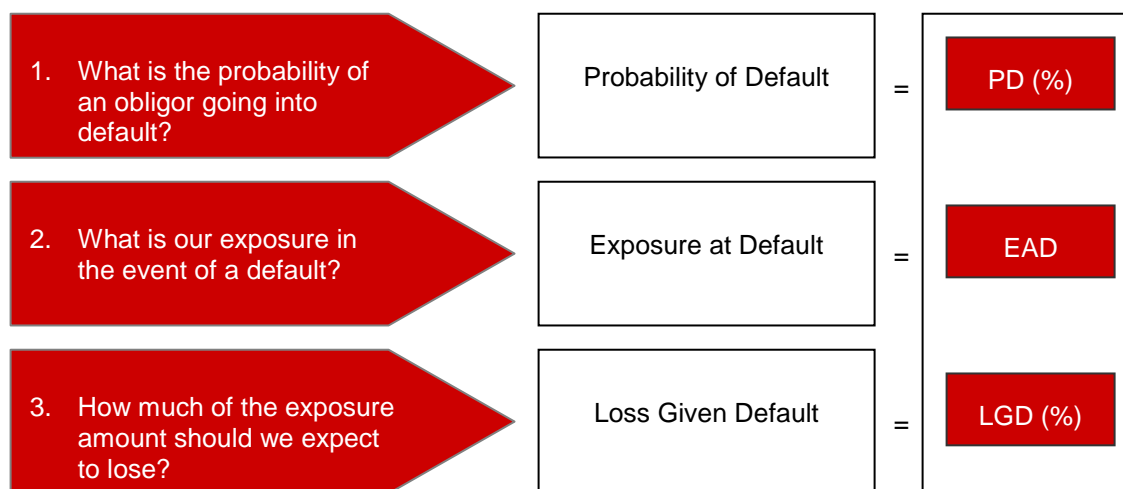 1. What is the probability of
an obligor going into
default?
Probability of Default
=
PD (%)
2. What is our exposure in
the event of a default?
Exposure at Default
=
EAD
3. How much of the exposure
amount should we expect
to lose?
Loss Given Default
=
LGD (%)